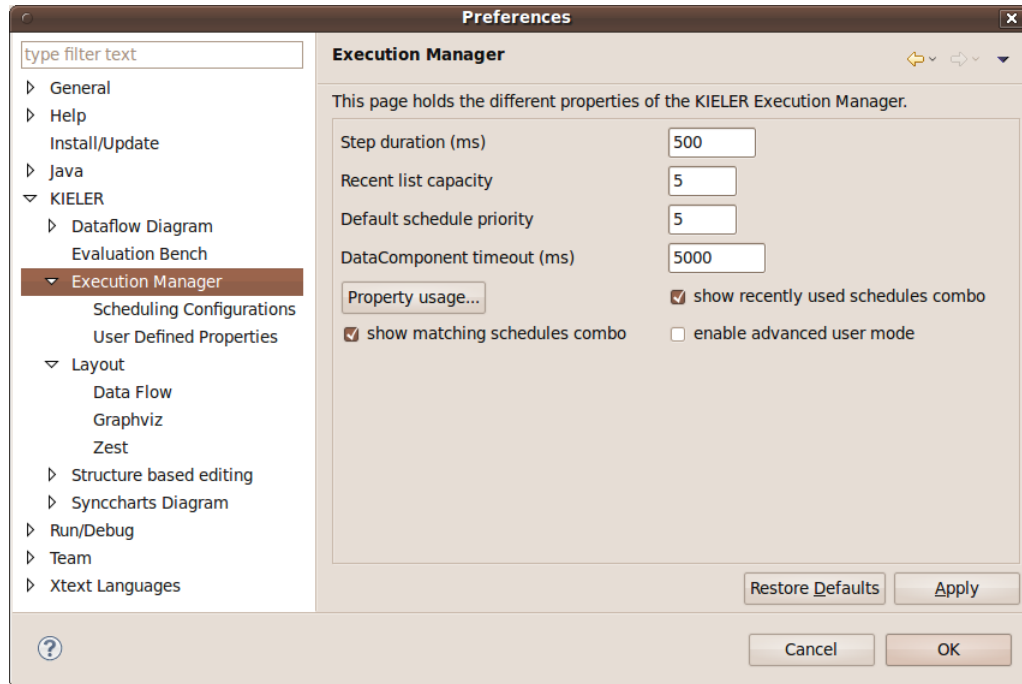 Preferences
type filter text
General
Help
Install/Update
Java
KIELER
Dataflow Diagram
Evaluation Bench
Execution Manager
Scheduling Configurations
User Defined Properties
Layout
Data Flow
Graphviz
Zest
Structure based editing
Synccharts Diagram
Run/Debug
Team
Xtext Languages
Execution Manager
This page holds the different properties of the KIELER Execution Manager.
Step duration (ms) 500
Recent list capacity 5
Default schedule priority 5
DataComponent timeout (ms) 5000
Property usage... show recently used schedules combo
show matching schedules combo enable advanced user mode
Restore Defaults Apply
? Cancel OK